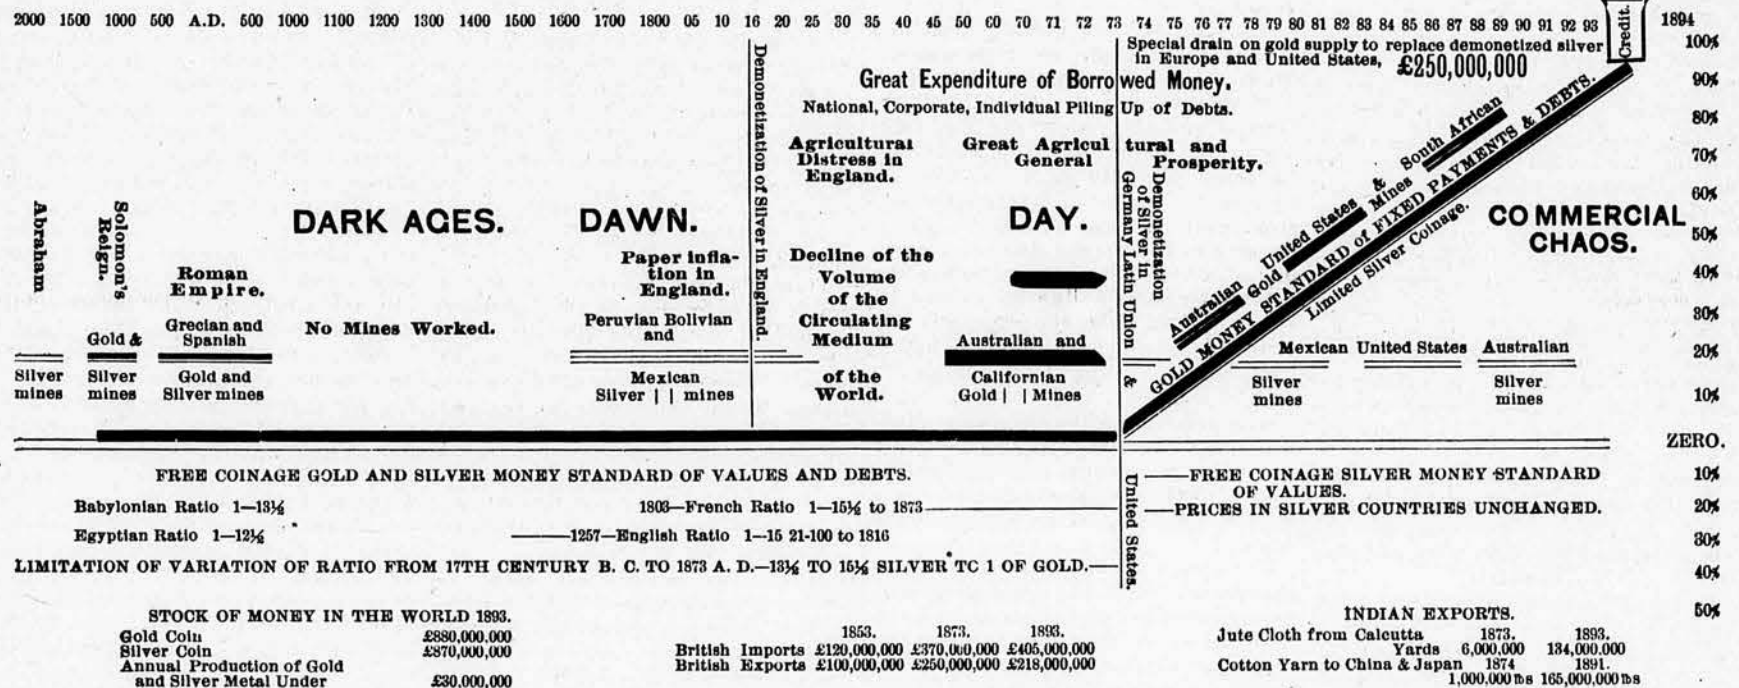 2000 1500 1000 500 A.D. 500 1000 1100 1200 1300 1400 1500 1600 1700 1800 05 10 16 20 25 30 35 40 45 50 60 70 71 72 73 74 75 76 77 78 79 80 81 82 83 84 85 86 87 88 89 90 91 92 93 Credit. 1894
100%
90%
80%
70%
60%
50%
40%
30%
20%
10%
ZERO.
10%
20%
30%
40%
50%
Special drain on gold supply to replace demonetized silver
in Europe and United States, £250,000,000
Great Expenditure of Borrowed Money.
National, Corporate, Individual Piling Up of Debts.
Agricultural
Distress in
England.
Great Agricultural and
General Prosperity.
Abraham
Solomon's
Reign.
DARK AGES.
DAWN.
DAY.
COMMERCIAL
CHAOS.
Demonetization of Silver in England.
Demonetization
of Silver in
Germany Latin Union
&
United States.
Roman
Empire.
Paper infla-
tion in
England.
Decline of the
Volume
of the
Circulating
Medium
of the
World.
No Mines Worked.
Gold &
Silver
mines
Silver
mines
Grecian and
Spanish
Gold and
Silver mines
Peruvian Bolivian
and
Mexican
Silver | | mines
Australian and
Californian
Gold | | Mines
Australian United States & South African
Gold Mines
GOLD MONEY STANDARD of FIXED PAYMENTS & DEBTS.
Limited Silver Coinage.
Mexican United States Australian
Silver
mines
Silver
mines
FREE COINAGE GOLD AND SILVER MONEY STANDARD OF VALUES AND DEBTS.
Babylonian Ratio 1—13½
1803—French Ratio 1—15½ to 1873
Egyptian Ratio 1—12½
1257—English Ratio 1—15 21-100 to 1816
LIMITATION OF VARIATION OF RATIO FROM 17TH CENTURY B. C. TO 1873 A. D.—13½ TO 15½ SILVER TC 1 OF GOLD.—
—FREE COINAGE SILVER MONEY STANDARD
OF VALUES.
—PRICES IN SILVER COUNTRIES UNCHANGED.
STOCK OF MONEY IN THE WORLD 1893.
Gold Coin £880,000,000
Silver Coin £870,000,000
Annual Production of Gold
and Silver Metal Under £30,000,000
1853. 1873. 1893.
British Imports £120,000,000 £370,000,000 £405,000,000
British Exports £100,000,000 £250,000,000 £218,000,000
INDIAN EXPORTS.
Jute Cloth from Calcutta 1873. 1893.
Yards 6,000,000 134,000.000
Cotton Yarn to China & Japan 1874 1891.
1,000,000 lbs 165,000,000 lbs